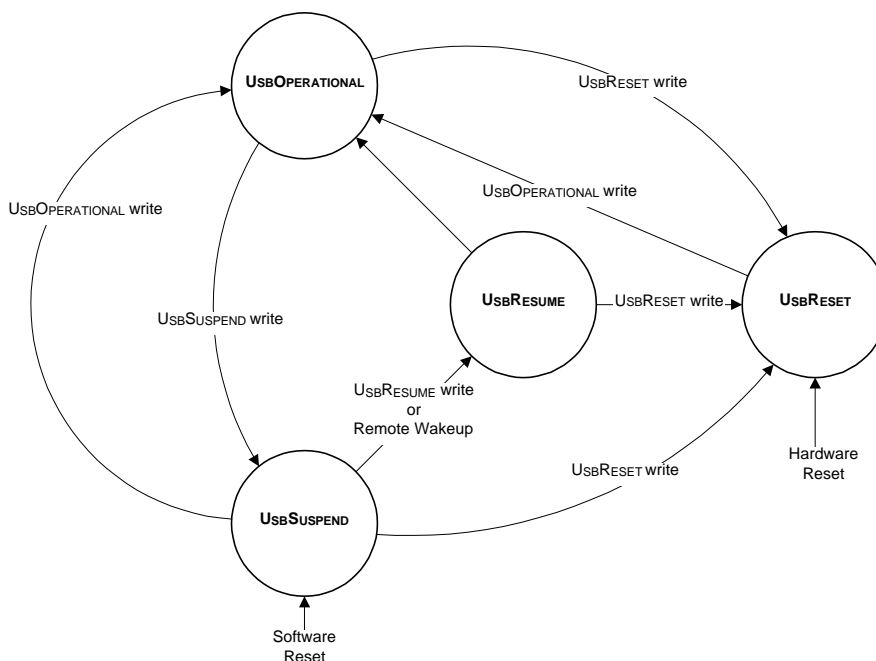 USBOPERATIONAL
USBRESET write
USBOPERATIONAL write
USBOPERATIONAL write
USBRESUME
USBRESET write
USBRESET
USBSUSPEND write
USBRESUME write
or
Remote Wakeup
Hardware
Reset
USBRESET write
USBSUSPEND
Software
Reset